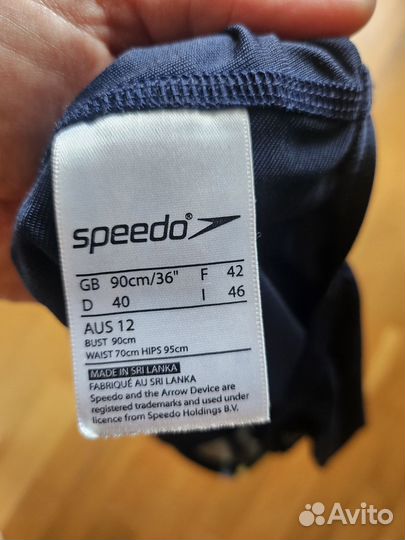 speedo®
GB 90cm/36" F 42
D 40 I 46
AUS 12
BUST 90cm
WAIST 70cm HIPS 95cm
MADE IN SRI LANKA
FABRIQUÉ AU SRI LANKA
Speedo and the Arrow Device are
registered trademarks and used under
licence from Speedo Holdings B.V.
Avito